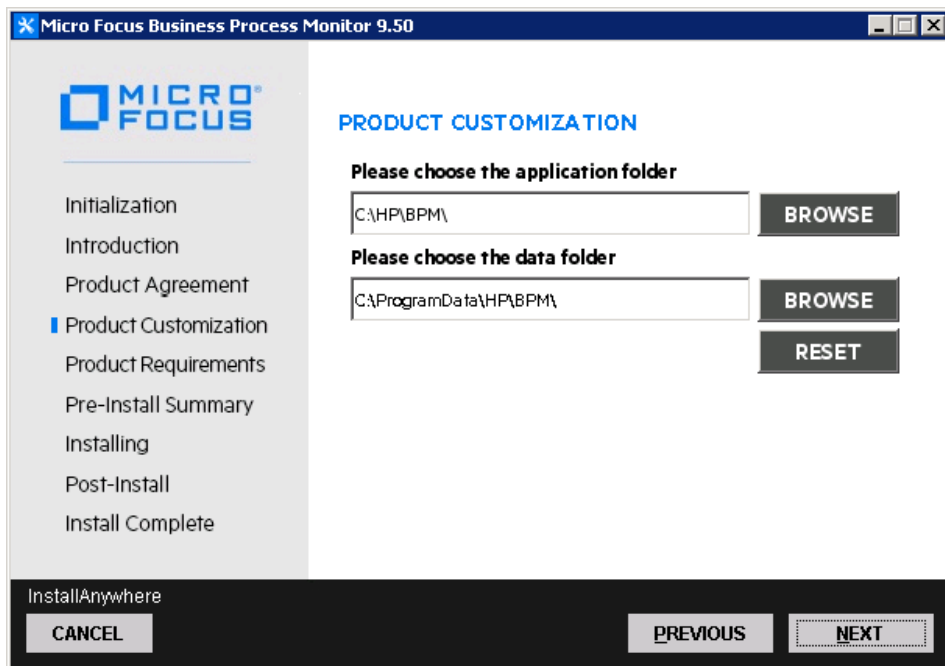 Micro Focus Business Process Monitor 9.50
MICRO®
FOCUS
Initialization
Introduction
Product Agreement
Product Customization
Product Requirements
Pre-Install Summary
Installing
Post-Install
Install Complete
PRODUCT CUSTOMIZATION
Please choose the application folder
C:\HP\BPM\
BROWSE
Please choose the data folder
C:\ProgramData\HP\BPM\
BROWSE
RESET
InstallAnywhere
CANCEL
PREVIOUS
NEXT